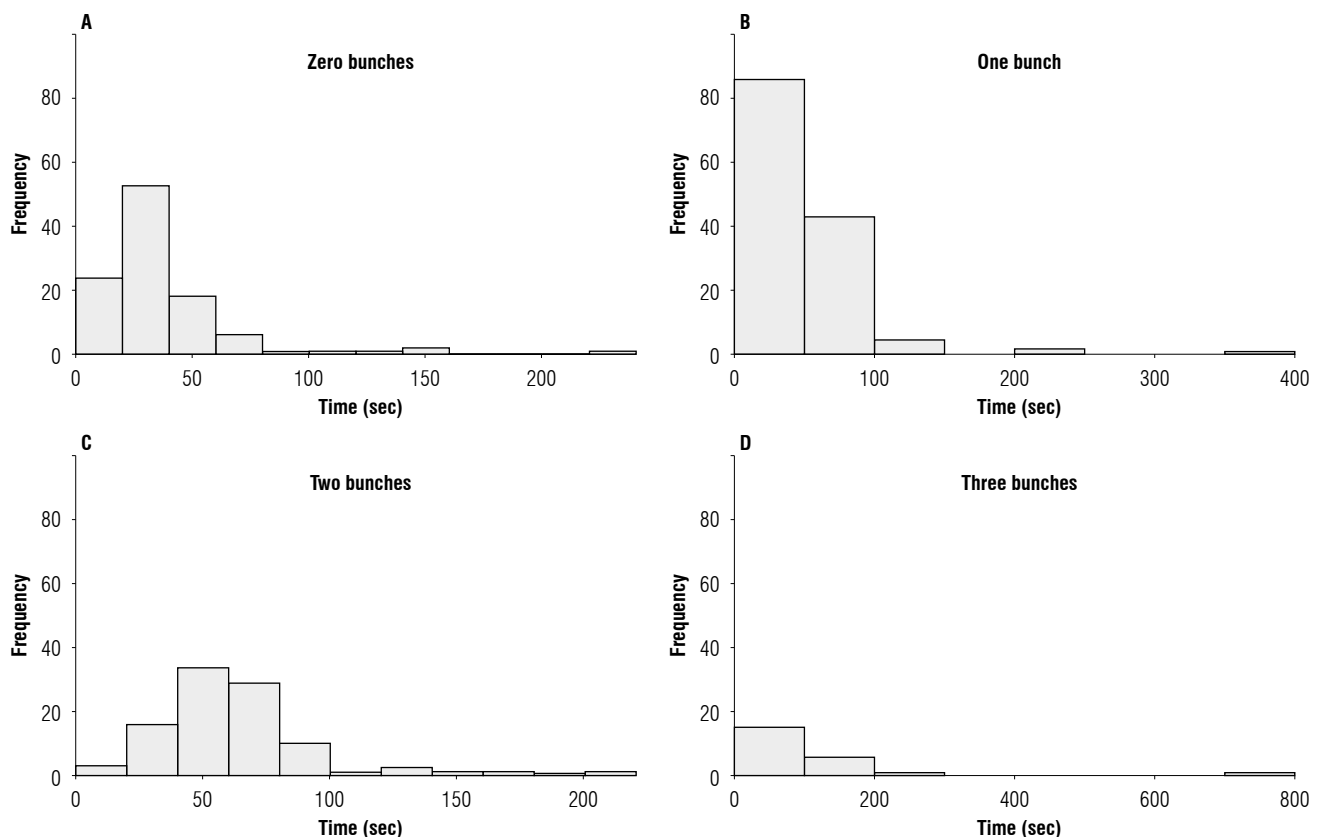 A
Zero bunches
Frequency
80
60
40
20
0
0 50 100 150 200
Time (sec)
B
One bunch
Frequency
80
60
40
20
0
0 100 200 300 400
Time (sec)
C
Two bunches
Frequency
80
60
40
20
0
0 50 100 150 200
Time (sec)
D
Three bunches
Frequency
80
60
40
20
0
0 200 400 600 800
Time (sec)